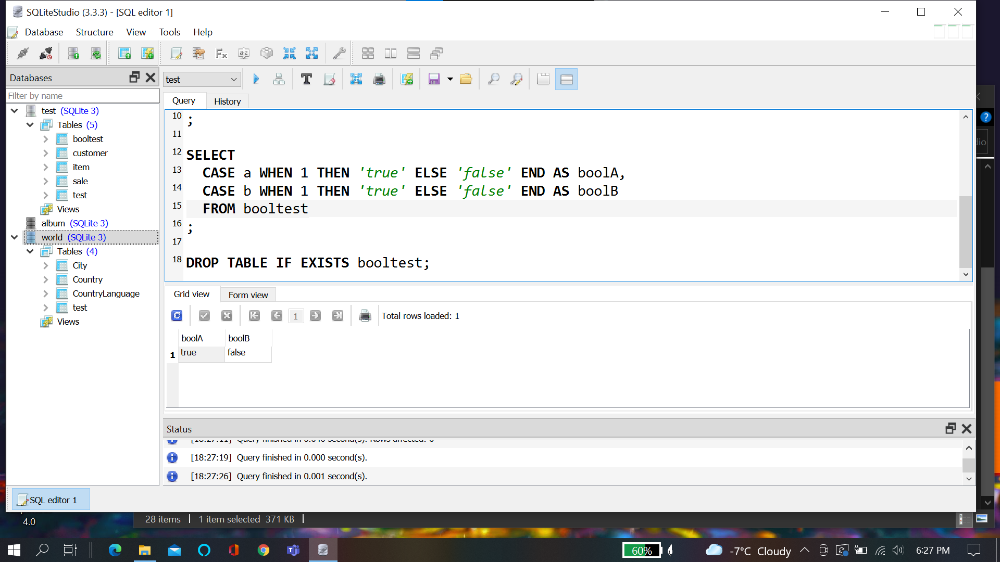 SQLiteStudio (3.3.3) - [SQL editor 1]
Database Structure View Tools Help
Databases
Filter by name
test (SQLite 3)
Tables (5)
booltest
customer
item
sale
test
Views
album (SQLite 3)
world (SQLite 3)
Tables (4)
City
Country
CountryLanguage
test
Views
test
Query History
10 ;
11
12 SELECT
13 CASE a WHEN 1 THEN 'true' ELSE 'false' END AS boolA,
14 CASE b WHEN 1 THEN 'true' ELSE 'false' END AS boolB
15 FROM booltest
16 ;
17
18 DROP TABLE IF EXISTS booltest;
Grid view Form view
1 Total rows loaded: 1
boolA boolB
1 true false
Status
[18:27:19] Query finished in 0.000 second(s).
[18:27:26] Query finished in 0.001 second(s).
SQL editor 1
4.0
28 items 1 item selected 371 KB
60% -7°C Cloudy 6:27 PM